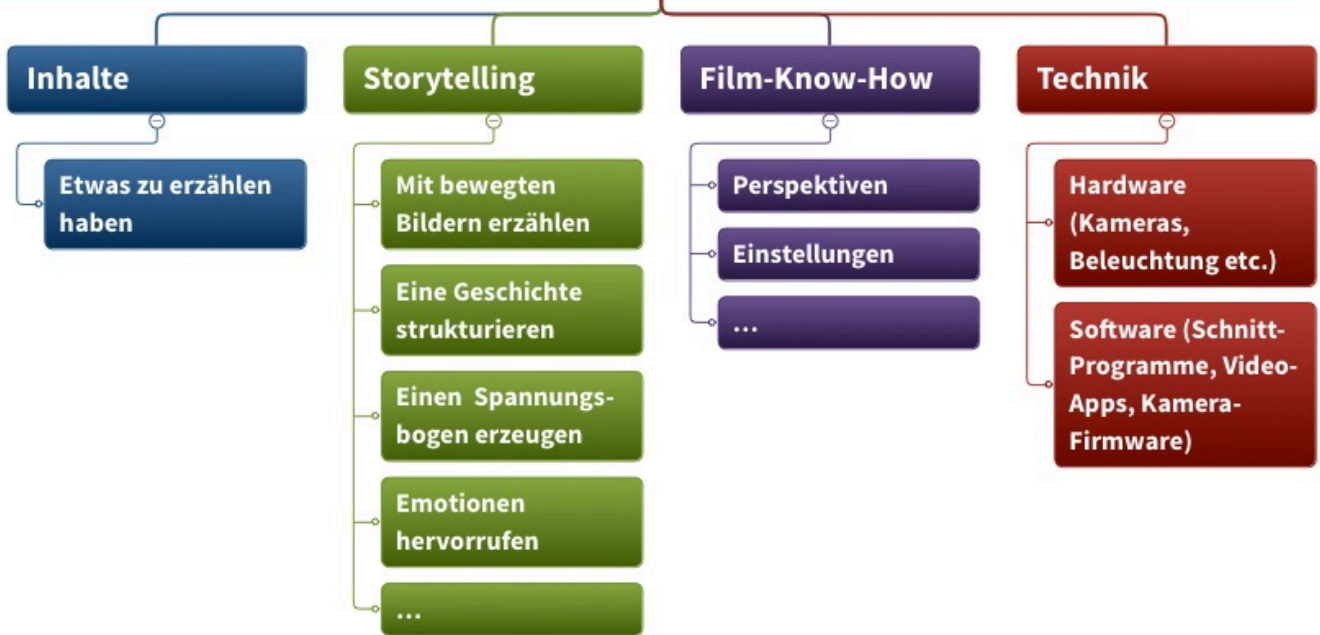 Inhalte
Etwas zu erzählen
haben
Storytelling
Mit bewegten
Bildern erzählen
Eine Geschichte
strukturieren
Einen Spannungs-
bogen erzeugen
Emotionen
hervorrufen
...
Film-Know-How
Perspektiven
Einstellungen
...
Technik
Hardware
(Kameras,
Beleuchtung etc.)
Software (Schnitt-
Programme, Video-
Apps, Kamera-
Firmware)